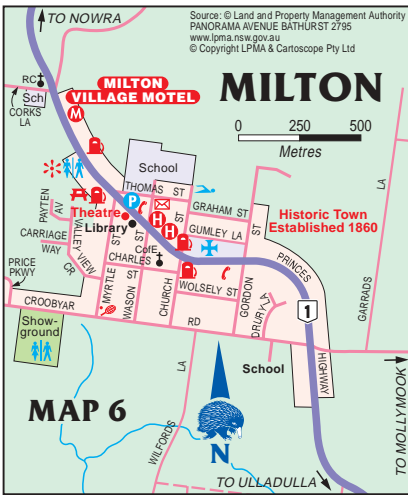 TO NOWRA
Source: © Land and Property Management Authority
PANORAMA AVENUE BATHURST 2795
www.lpma.nsw.gov.au
© Copyright LPMA & Cartoscope Pty Ltd
RC
Sch
CORKS
LA
MILTON
VILLAGE MOTEL
M
MILTON
0 250 500
Metres
School
THOMAS ST
P
GRAHAM ST
GUMLEY LA
ST
ST
Historic Town
Established 1860
LA
PAYTEN
AV
Theatre
Library
H
H
CARRIAGE
WAY
VALLEY VIEW
CR
ST
ST
CofE
CHARLES
PRINCES
PRICE
PKWY
MYRTLE
WASON
ST
CHURCH
WOLSELY ST
GORDON
DRURY LA
1
GARRADS
CROOBYAR
RD
HIGHWAY
Show-
ground
School
MAP 6
LA
WILFORDS
N
TO MOLLYMOOK
TO ULLADULLA